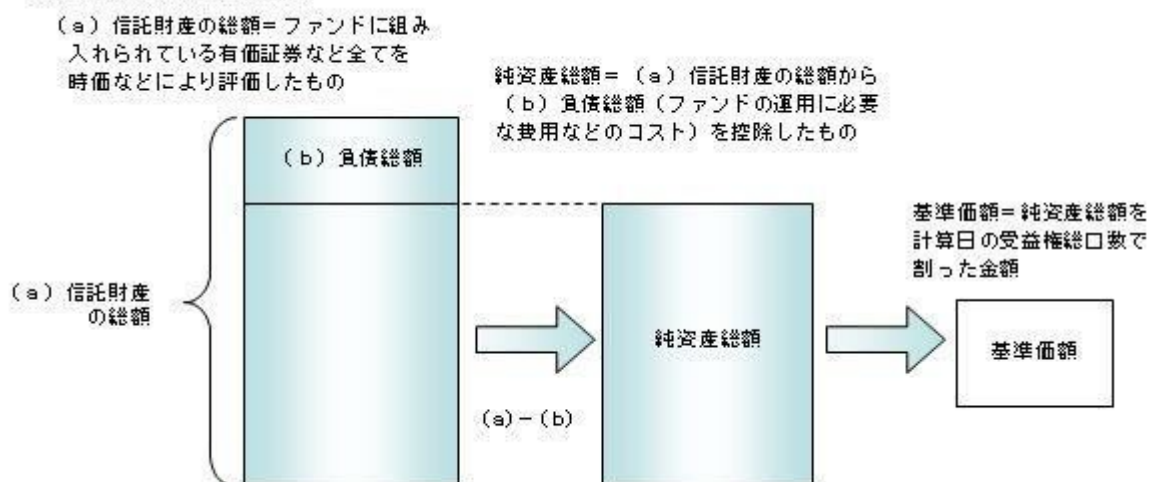 （a）信託財産の総額＝ファンドに組み
入れられている有価証券など全てを
時価などにより評価したもの
純資産総額＝（a）信託財産の総額から
（b）負債総額（ファンドの運用に必要
な費用などのコスト）を控除したもの
（b）負債総額
基準価額＝純資産総額を
計算日の受益権総口数で
割った金額
（a）信託財産
の総額
純資産総額
基準価額
（a）－（b）